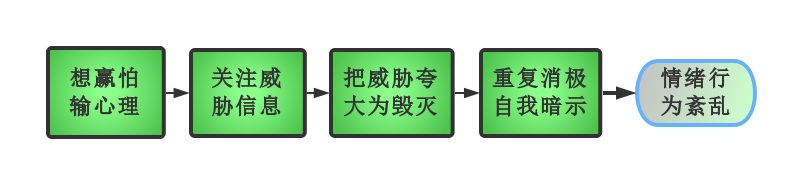 想赢怕
输心理
关注威
胁信息
把威胁夸
大为毁灭
重复消极
自我暗示
情绪行
为紊乱